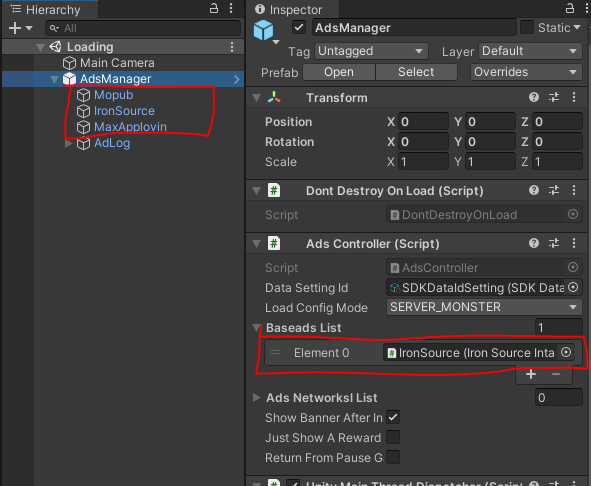 Hierarchy
All
Loading
Main Camera
AdsManager
Mopub
IronSource
MaxApplovin
AdLog
Inspector
AdsManager
Static
Tag Untagged Layer Default
Prefab Open Select Overrides
Transform
Position X 0 Y 0 Z 0
Rotation X 0 Y 0 Z 0
Scale X 1 Y 1 Z 1
Dont Destroy On Load (Script)
Script DontDestroyOnLoad
Ads Controller (Script)
Script AdsController
Data Setting Id SDKDataIdSetting (SDK Data
Load Config Mode SERVER_MONSTER
Baseads List 1
Element 0 IronSource (Iron Source Inta
Ads Networksl List 0
Show Banner After In
Just Show A Reward
Return From Pause G
Unity Main Thread Dispatcher (Script